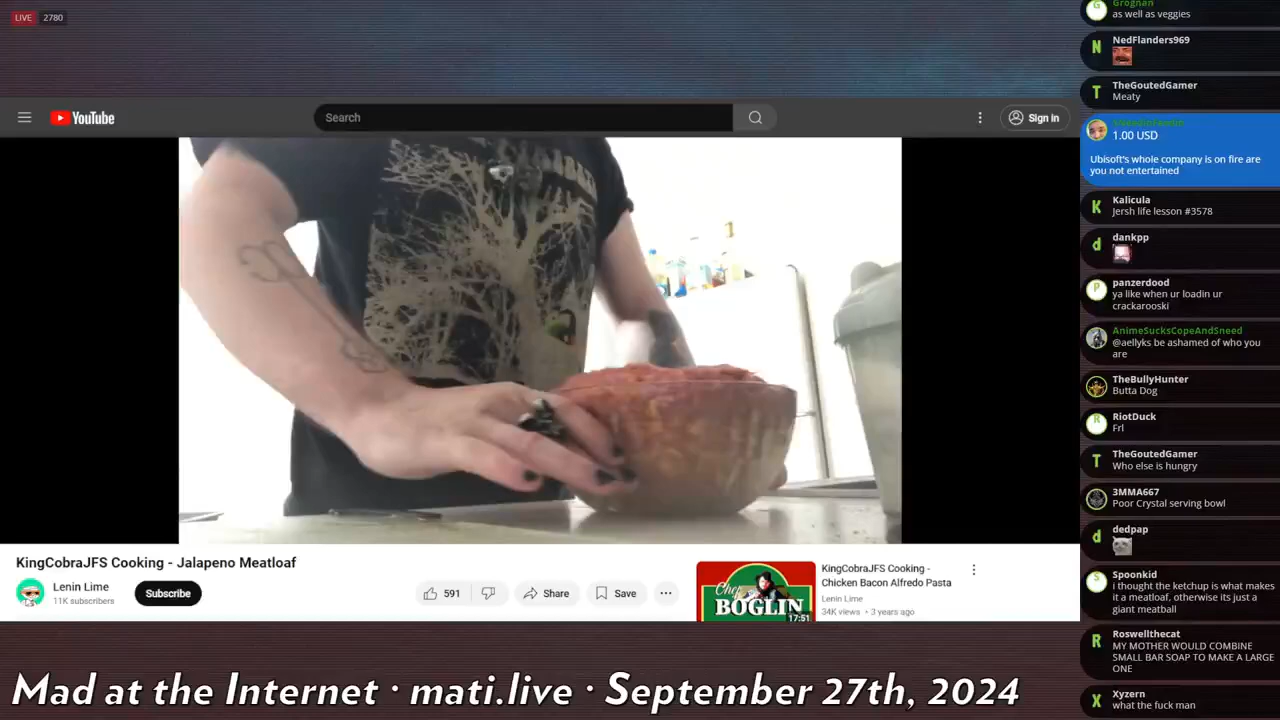 LIVE 2780
YouTube
Search
Sign in
KingCobraJFS Cooking - Jalapeno Meatloaf
Lenin Lime
11K subscribers
Subscribe
591
Share
Save
Chef
BOGLIN
17:51
KingCobraJFS Cooking -
Chicken Bacon Alfredo Pasta
Lenin Lime
34K views • 3 years ago
Mad at the Internet · mati.live · September 27th, 2024
G
Grognan
as well as veggies
N
NedFlanders969
T
TheGoutedGamer
Meaty
1.00 USD
Ubisoft's whole company is on fire are
you not entertained
K
Kalicula
Jersh life lesson #3578
d
dankpp
P
panzerdood
ya like when ur loadin ur
crackarooski
AnimeSucksCopeAndSneed
@aellyks be ashamed of who you
are
TheBullyHunter
Butta Dog
R
RiotDuck
Frl
T
TheGoutedGamer
Who else is hungry
3MMA667
Poor Crystal serving bowl
d
dedpap
S
Spoonkid
i thought the ketchup is what makes
it a meatloaf, otherwise its just a
giant meatball
R
Roswellthecat
MY MOTHER WOULD COMBINE
SMALL BAR SOAP TO MAKE A LARGE
ONE
X
Xyzern
what the fuck man